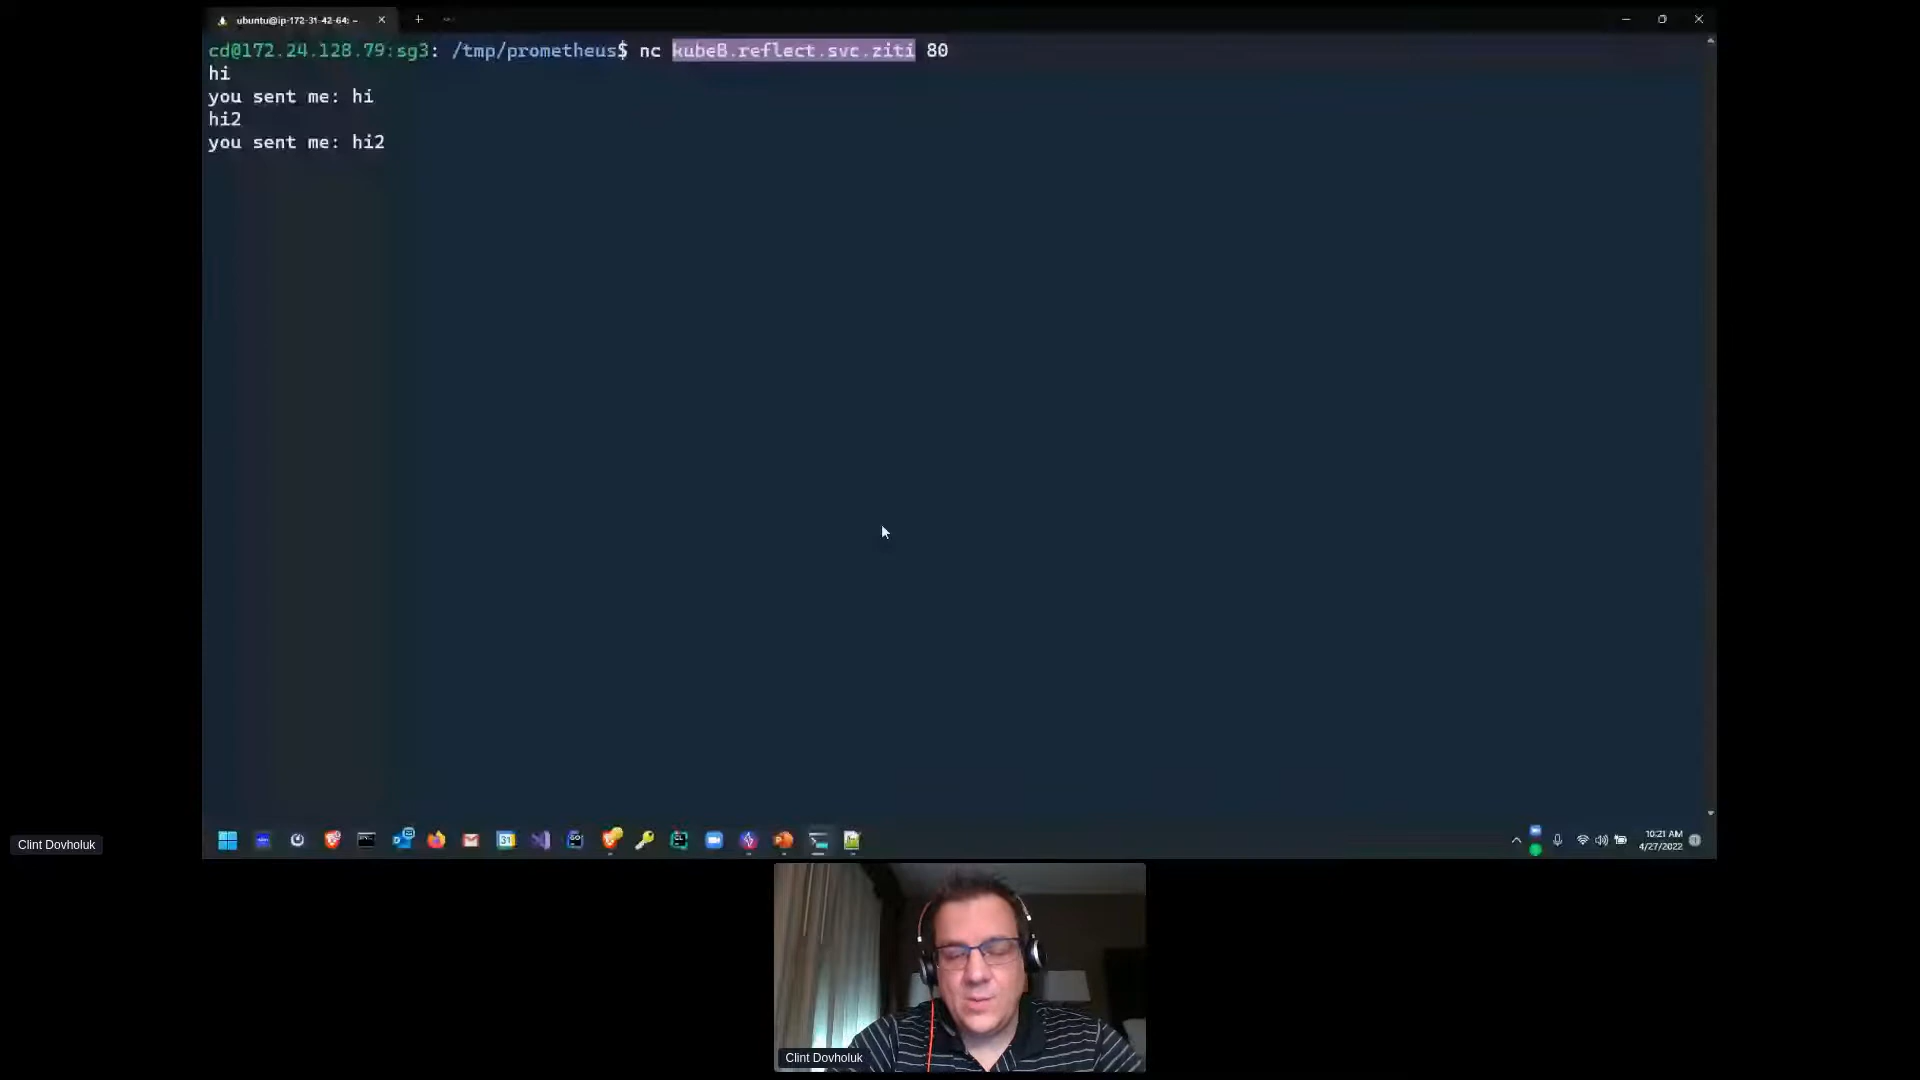 ubuntu@ip-172-31-42-64: ~
cd@172.24.128.79:sg3: /tmp/prometheus$ nc kubeB.reflect.svc.ziti 80
hi
you sent me: hi
hi2
you sent me: hi2
10:21 AM
4/27/2022
Clint Dovholuk
Clint Dovholuk